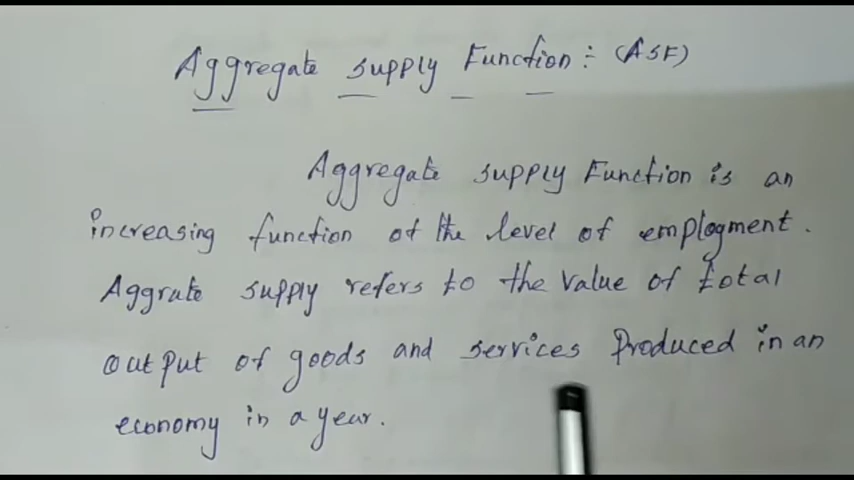 Aggregate supply Function :- (ASF)
Aggregate supply Function is an
increasing function of the level of employment.
Aggrate supply refers to the value of total
output of goods and services produced in an
economy in a year.